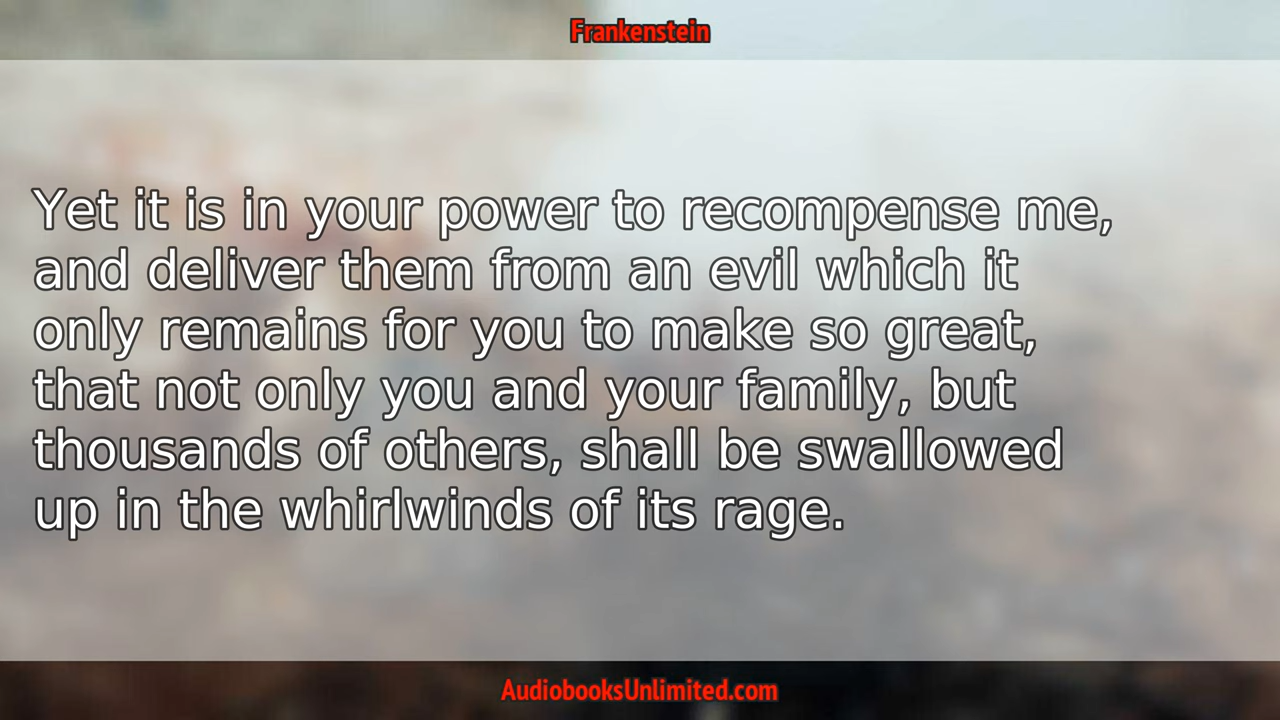 Frankenstein
Yet it is in your power to recompense me,
and deliver them from an evil which it
only remains for you to make so great,
that not only you and your family, but
thousands of others, shall be swallowed
up in the whirlwinds of its rage.
AudiobooksUnlimited.com